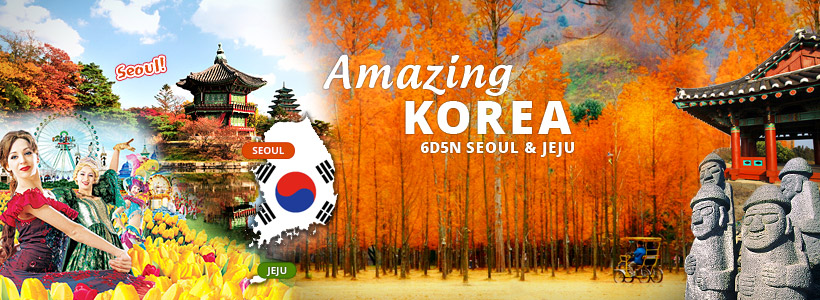 Seoul!
Amazing
KOREA
6D5N SEOUL & JEJU
SEOUL
JEJU